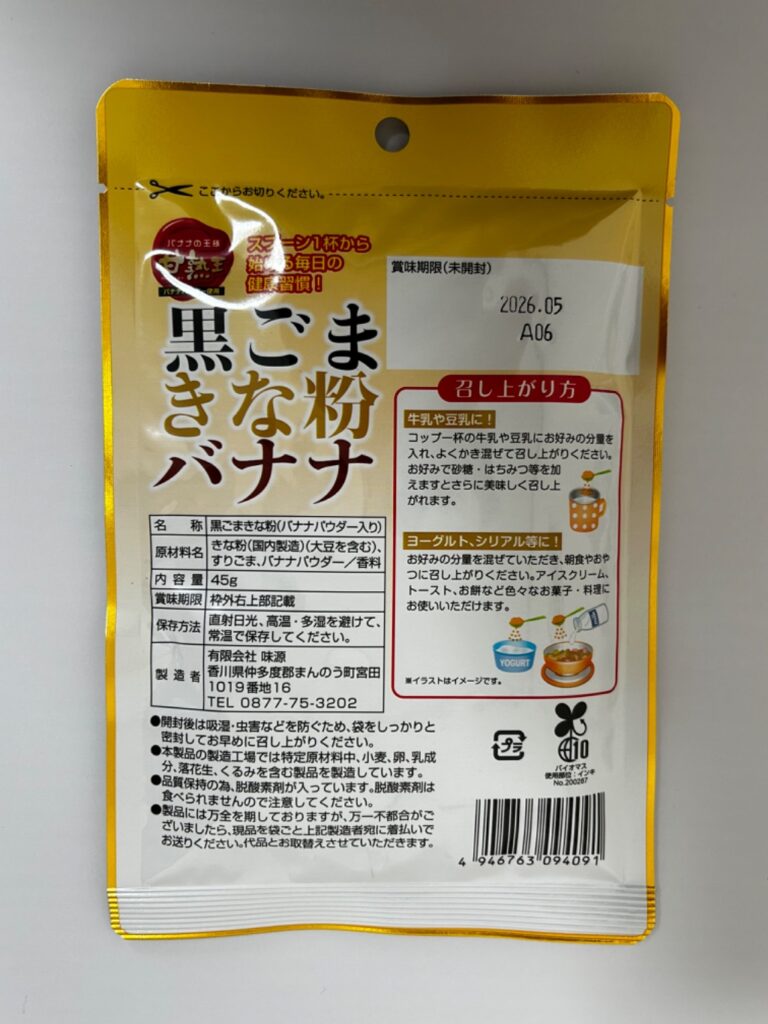 ここからお切りください。
バナナの王様
甘熟王
スプーン1杯から
始める毎日の
健康習慣!
黒ごま
きな粉
バナナ
賞味期限(未開封)
2026.05
A06
召し上がり方
牛乳や豆乳に!
コップ一杯の牛乳や豆乳にお好みの分量を
入れ、よくかき混ぜて召し上がりください。
お好みで砂糖・はちみつ等を加
えますとさらに美味しく召し上
がれます。
ヨーグルト、シリアル等に!
お好みの分量を混ぜていただき、朝食やおや
つに召し上がりください。アイスクリーム、
トースト、お餅など色々なお菓子・料理に
お使いいただけます。
YOGURT
※イラストはイメージです。
名 称 黒ごまきな粉(バナナパウダー入り)
原材料名 きな粉(国内製造)(大豆を含む)、
すりごま、バナナパウダー/香料
内容量 45g
賞味期限 枠外右上部記載
保存方法 直射日光、高温・多湿を避けて、
常温で保存してください。
製造者 有限会社 味源
香川県仲多度郡まんのう町宮田
1019番地16
TEL 0877-75-3202
●開封後は吸湿・虫害などを防ぐため、袋をしっかりと
密封してお早めに召し上がりください。
●本製品の製造工場では特定原材料中、小麦、卵、乳成
分、落花生、くるみを含む製品を製造しています。
●品質保持の為、脱酸素剤が入っています。脱酸素剤は
食べられませんので注意してください。
●製品には万全を期しておりますが、万一不都合がご
ざいましたら、現品を袋ごと上記製造者宛に着払いで
お送りください。代品とお取替えさせていただきます。
プラ
10
バイオマス
使用部位:インキ
No.200287
4 946763 094091